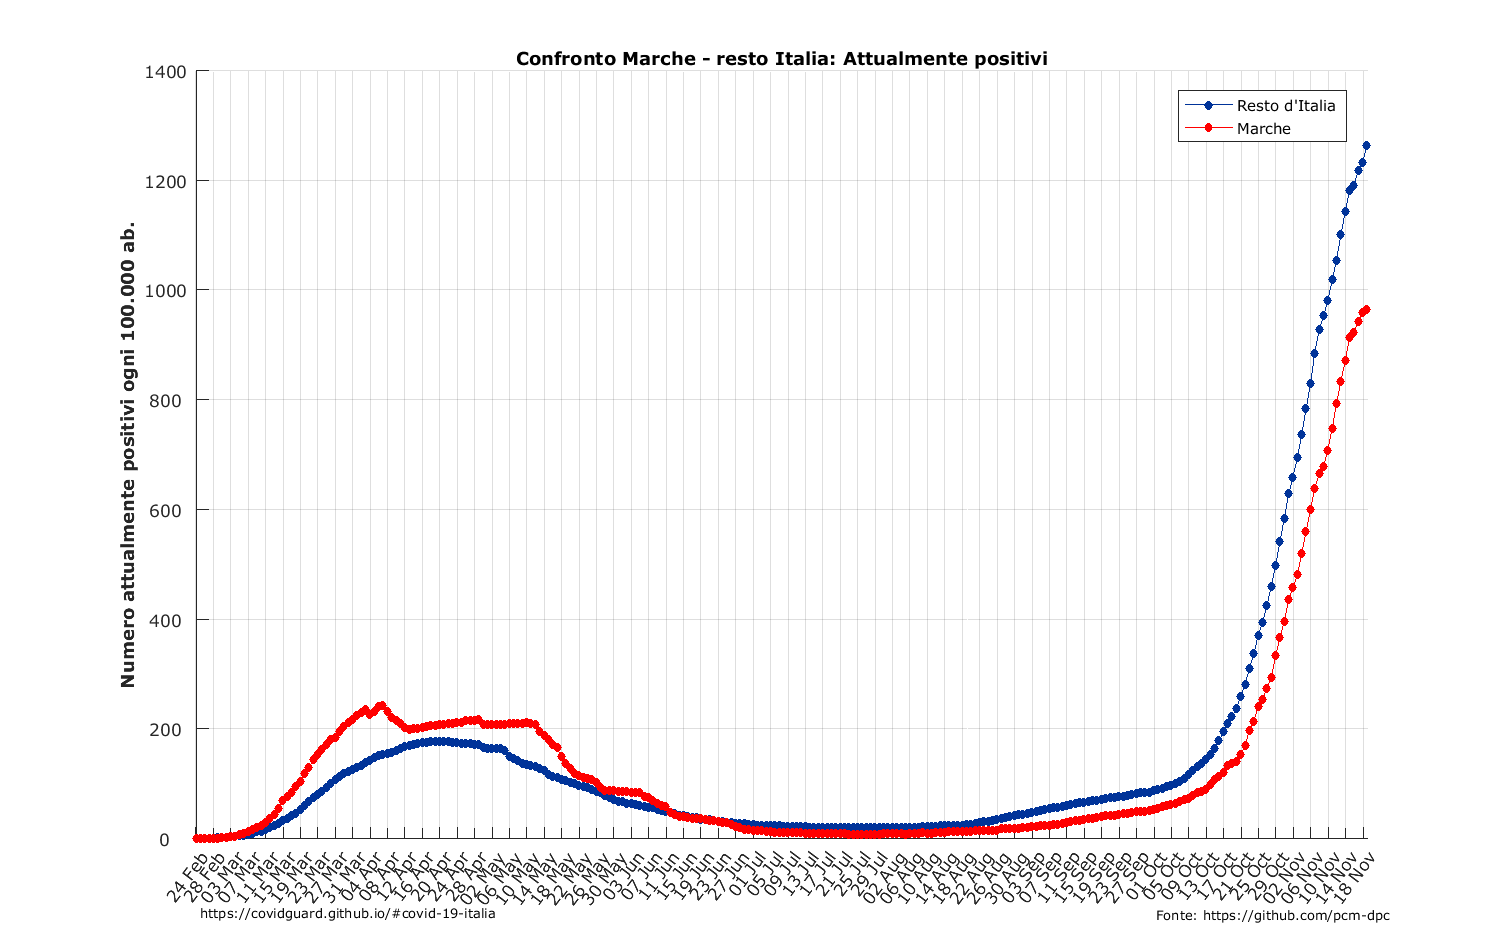 Confronto Marche - resto Italia: Attualmente positivi
Resto d'Italia
Marche
Numero attualmente positivi ogni 100.000 ab.
1400
1200
1000
800
600
400
200
0
24 Feb
28 Feb
03 Mar
07 Mar
11 Mar
15 Mar
19 Mar
23 Mar
27 Mar
31 Mar
04 Apr
08 Apr
12 Apr
16 Apr
20 Apr
24 Apr
28 Apr
02 May
06 May
10 May
14 May
18 May
22 May
26 May
30 May
03 Jun
07 Jun
11 Jun
15 Jun
19 Jun
23 Jun
27 Jun
01 Jul
05 Jul
09 Jul
13 Jul
17 Jul
21 Jul
25 Jul
29 Jul
02 Aug
06 Aug
10 Aug
14 Aug
18 Aug
22 Aug
26 Aug
30 Aug
03 Sep
07 Sep
11 Sep
15 Sep
19 Sep
23 Sep
27 Sep
01 Oct
05 Oct
09 Oct
13 Oct
17 Oct
21 Oct
25 Oct
29 Oct
02 Nov
06 Nov
10 Nov
14 Nov
18 Nov
https://covidguard.github.io/#covid-19-italia
Fonte: https://github.com/pcm-dpc